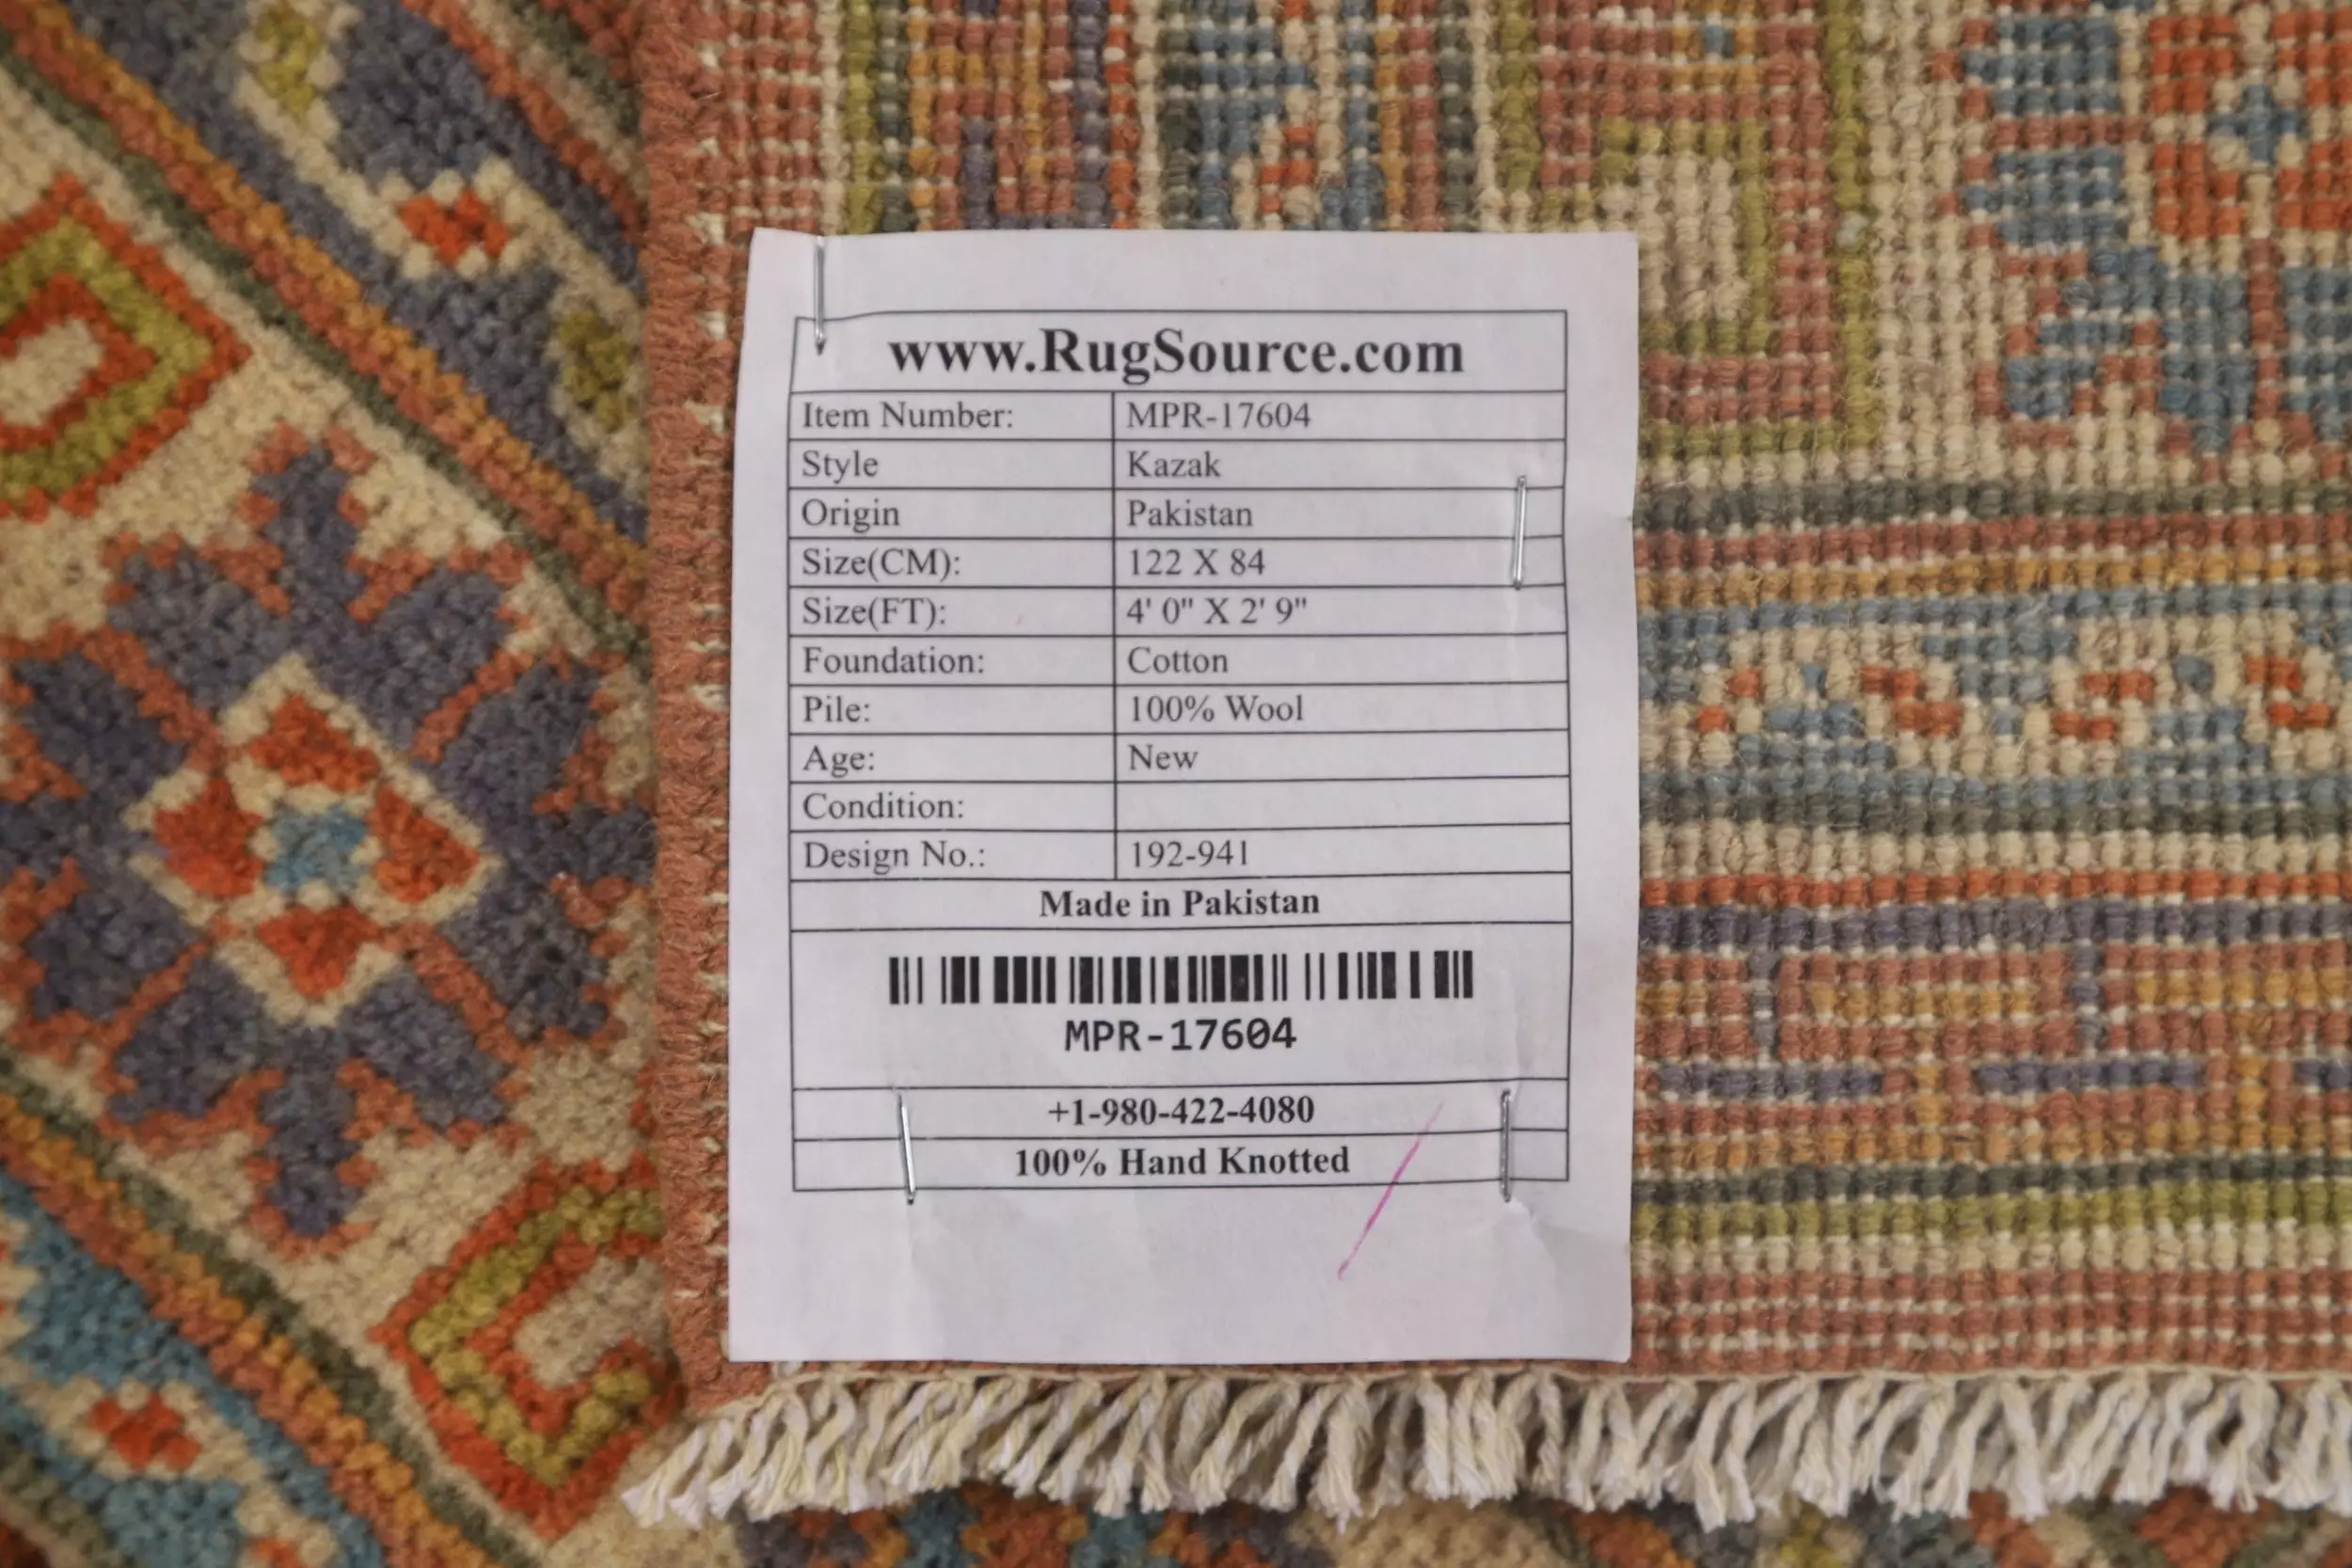 www.RugSource.com
Item Number: MPR-17604
Style Kazak
Origin Pakistan
Size(CM): 122 X 84
Size(FT): 4' 0" X 2' 9"
Foundation: Cotton
Pile: 100% Wool
Age: New
Condition:
Design No.: 192-941
Made in Pakistan
MPR-17604
+1-980-422-4080
100% Hand Knotted